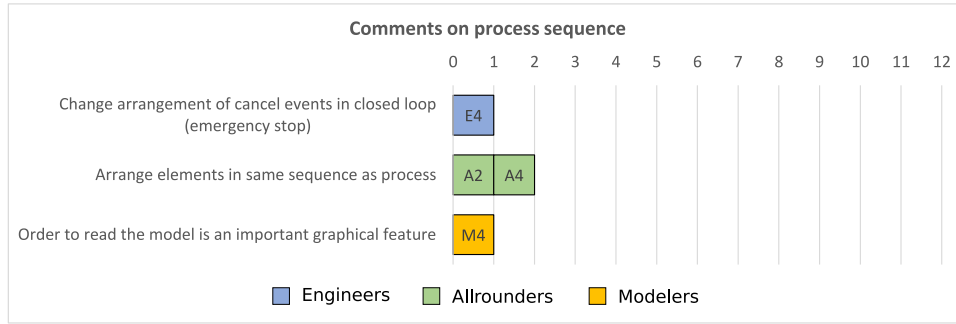 Comments on process sequence
0 1 2 3 4 5 6 7 8 9 10 11 12
Change arrangement of cancel events in closed loop
(emergency stop)
E4
Arrange elements in same sequence as process
A2 A4
Order to read the model is an important graphical feature
M4
Engineers Allrounders Modelers